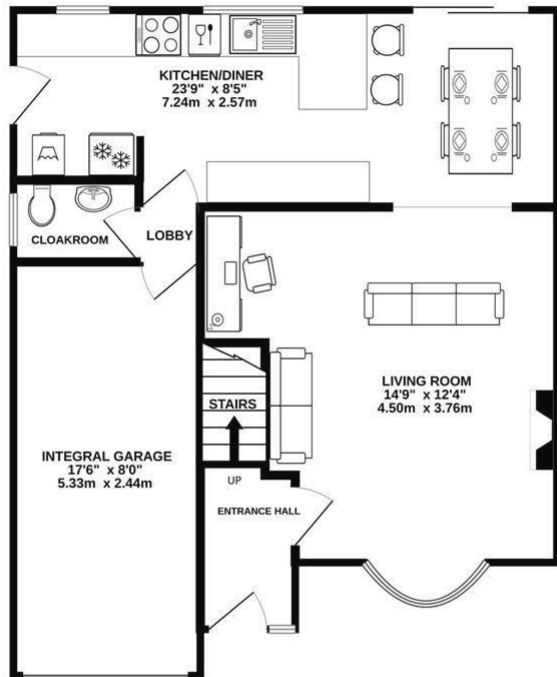 KITCHEN/DINER
23'9" x 8'5"
7.24m x 2.57m
CLOAKROOM
LOBBY
LIVING ROOM
14'9" x 12'4"
4.50m x 3.76m
STAIRS
INTEGRAL GARAGE
17'6" x 8'0"
5.33m x 2.44m
UP
ENTRANCE HALL